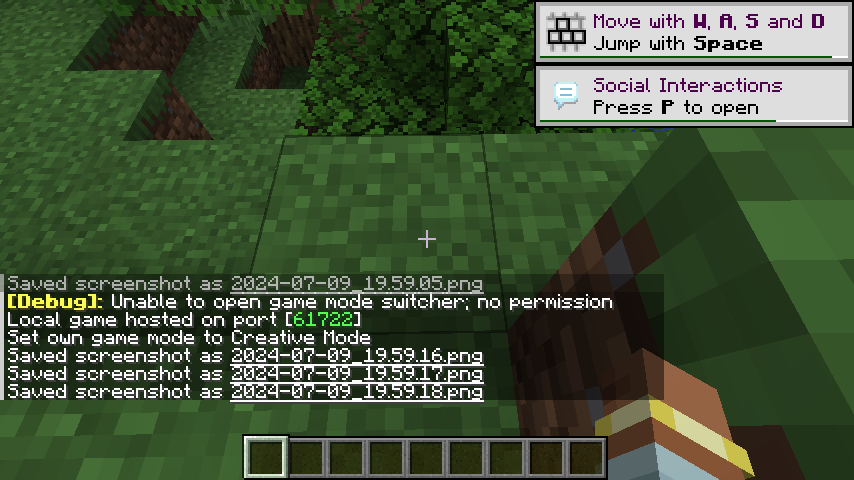 Move with W, A, S and D
Jump with Space
Social Interactions
Press P to open
Saved screenshot as 2024-07-09_19.59.05.png
[Debug]: Unable to open game mode switcher; no permission
Local game hosted on port [61722]
Set own game mode to Creative Mode
Saved screenshot as 2024-07-09_19.59.16.png
Saved screenshot as 2024-07-09_19.59.17.png
Saved screenshot as 2024-07-09_19.59.18.png